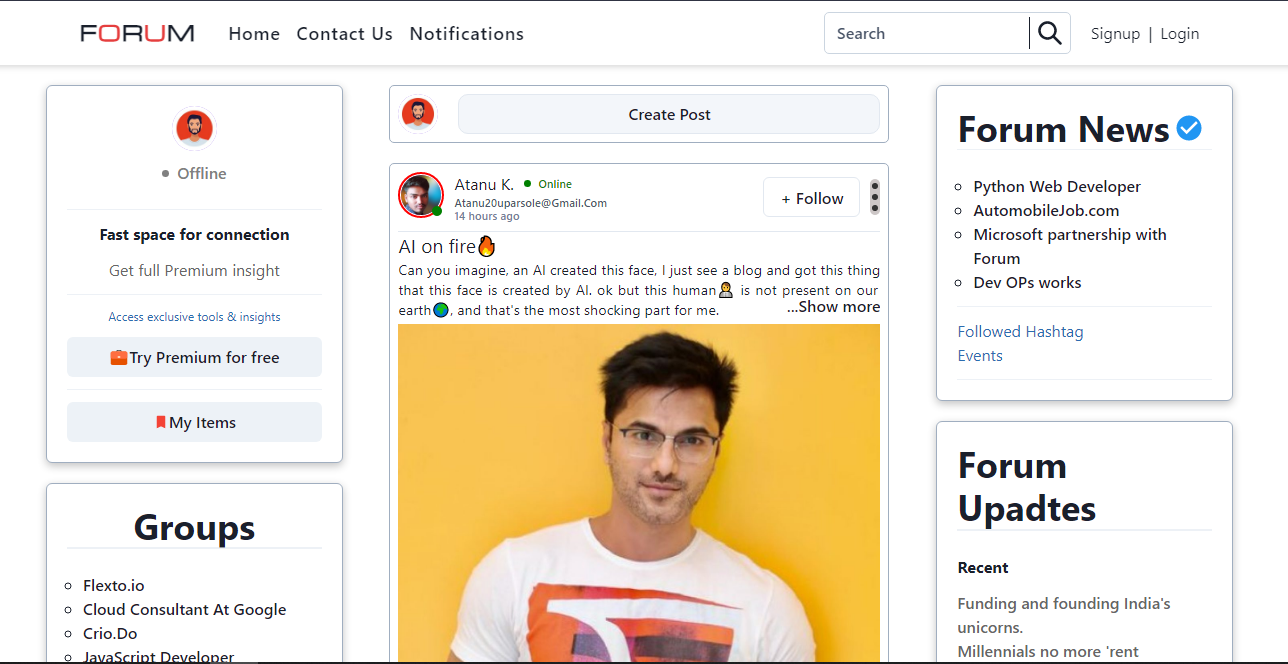 FORUM
Home
Contact Us
Notifications
Search
Signup | Login
Offline
Fast space for connection
Get full Premium insight
Access exclusive tools & insights
Try Premium for free
My Items
Groups
Flexto.io
Cloud Consultant At Google
Crio.Do
JavaScript Developer
Create Post
Atanu K.
Online
Atanu20uparsole@Gmail.Com
14 hours ago
+ Follow
AI on fire🔥
Can you imagine, an AI created this face, I just see a blog and got this thing
that this face is created by AI. ok but this human is not present on our
earth, and that's the most shocking part for me.
...Show more
Forum News
Python Web Developer
AutomobileJob.com
Microsoft partnership with
Forum
Dev OPs works
Followed Hashtag
Events
Forum
Upadtes
Recent
Funding and founding India's
unicorns.
Millennials no more 'rent